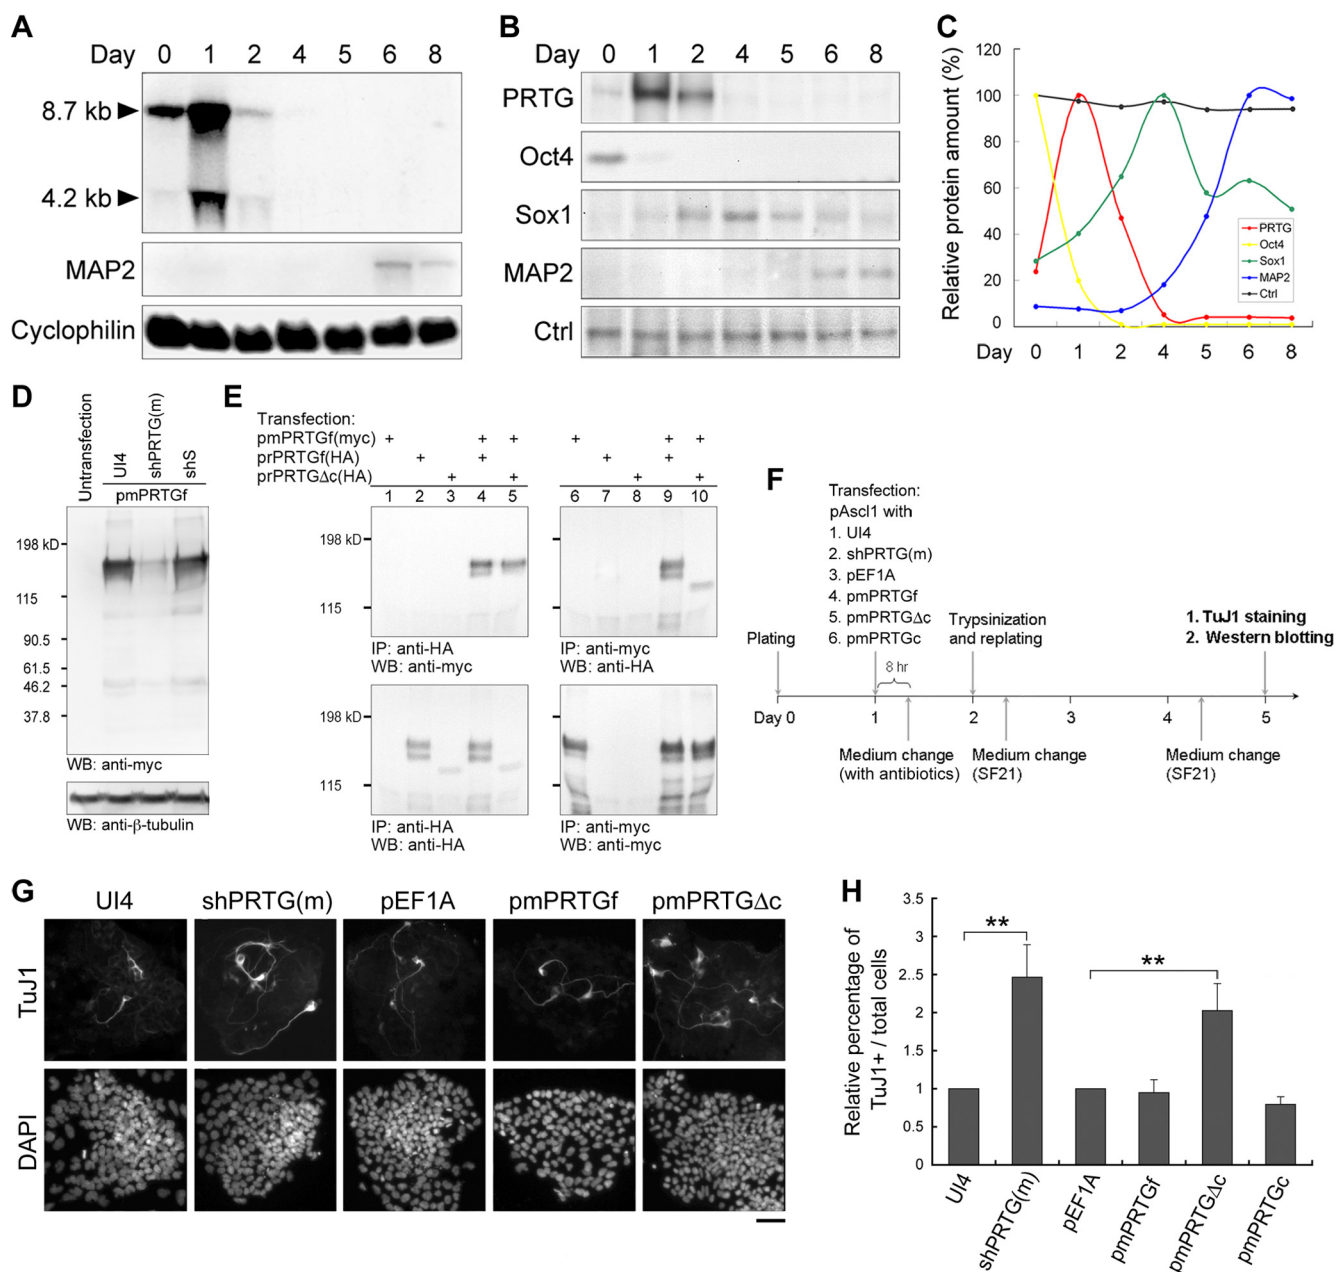 A
Day 0 1 2 4 5 6 8
8.7 kb
4.2 kb
MAP2
Cyclophilin
B
Day 0 1 2 4 5 6 8
PRTG
Oct4
Sox1
MAP2
Ctrl
C
Relative protein amount (%)
120
100
80
60
40
20
0
PRTG
Oct4
Sox1
MAP2
Ctrl
Day 0 1 2 4 5 6 8
D
Untransfection
UI4
shPRTG(m)
shS
pmPRTGf
198 kD
115
90.5
61.5
46.2
37.8
WB: anti-myc
WB: anti-β-tubulin
E
Transfection:
pmPRTGf(myc) + + + + + +
prPRTGf(HA) + + + +
prPRTGΔc(HA) + + + +
1 2 3 4 5 6 7 8 9 10
198 kD
115
IP: anti-HA
WB: anti-myc
198 kD
115
IP: anti-myc
WB: anti-HA
198 kD
115
IP: anti-HA
WB: anti-HA
198 kD
115
IP: anti-myc
WB: anti-myc
F
Transfection:
pAscl1 with
1. UI4
2. shPRTG(m)
3. pEF1A
4. pmPRTGf
5. pmPRTGΔc
6. pmPRTGc
Plating
8 hr
Trypsinization
and replating
1. TuJ1 staining
2. Western blotting
Day 0 1 2 3 4 5
Medium change
(with antibiotics)
Medium change
(SF21)
Medium change
(SF21)
G
UI4 shPRTG(m) pEF1A pmPRTGf pmPRTGΔc
TuJ1
DAPI
H
Relative percentage of
TuJ1+ / total cells
3.5
3
2.5
2
1.5
1
0.5
0
**
**
UI4
shPRTG(m)
pEF1A
pmPRTGf
pmPRTGΔc
pmPRTGc